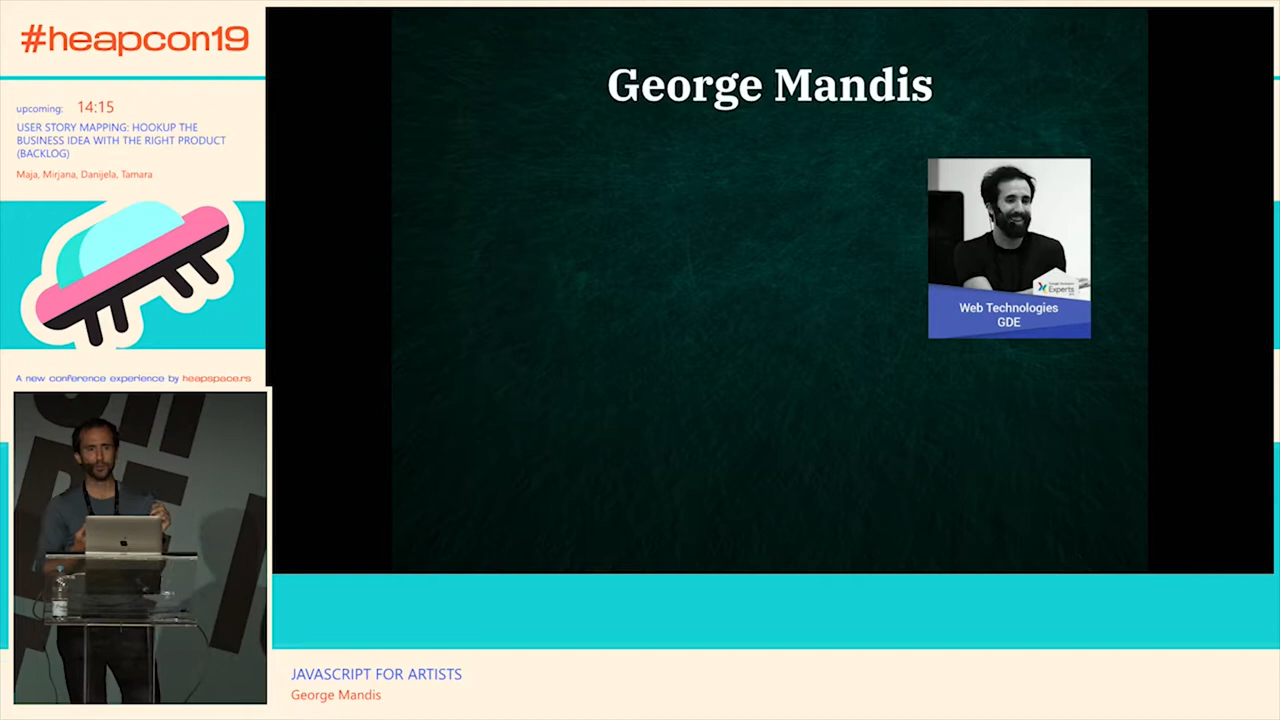 #heapcon19
upcoming: 14:15
USER STORY MAPPING: HOOKUP THE
BUSINESS IDEA WITH THE RIGHT PRODUCT
(BACKLOG)
Maja, Mirjana, Danijela, Tamara
A new conference experience by heapspace.rs
George Mandis
Experts
Web Technologies
GDE
JAVASCRIPT FOR ARTISTS
George Mandis